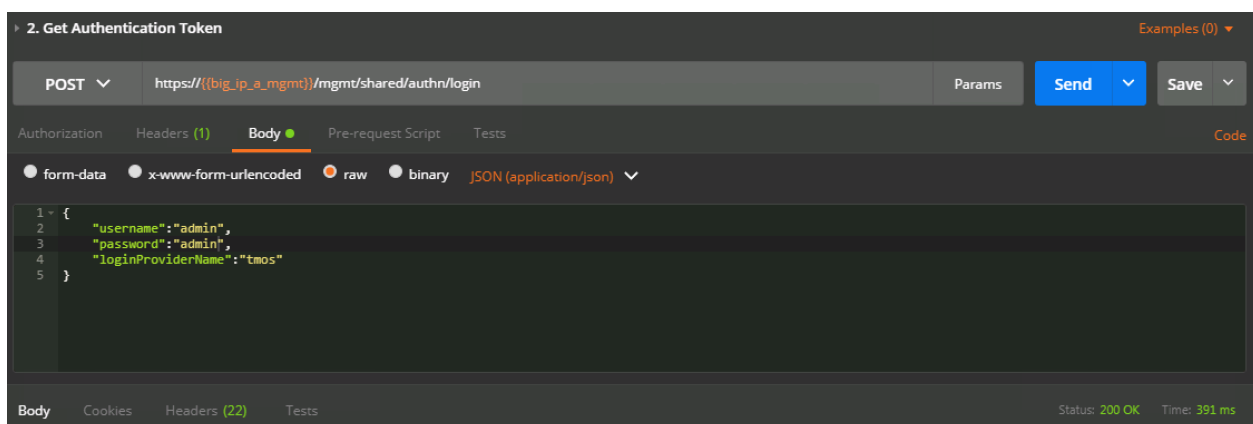 2. Get Authentication Token Examples (0)
POST https://{{big_ip_a_mgmt}}/mgmt/shared/authn/login Params Send Save
Authorization Headers (1) Body Pre-request Script Tests Code
form-data x-www-form-urlencoded raw binary JSON (application/json)
1 {
2 "username":"admin",
3 "password":"admin",
4 "loginProviderName":"tmos"
5 }
Body Cookies Headers (22) Tests Status: 200 OK Time: 391 ms